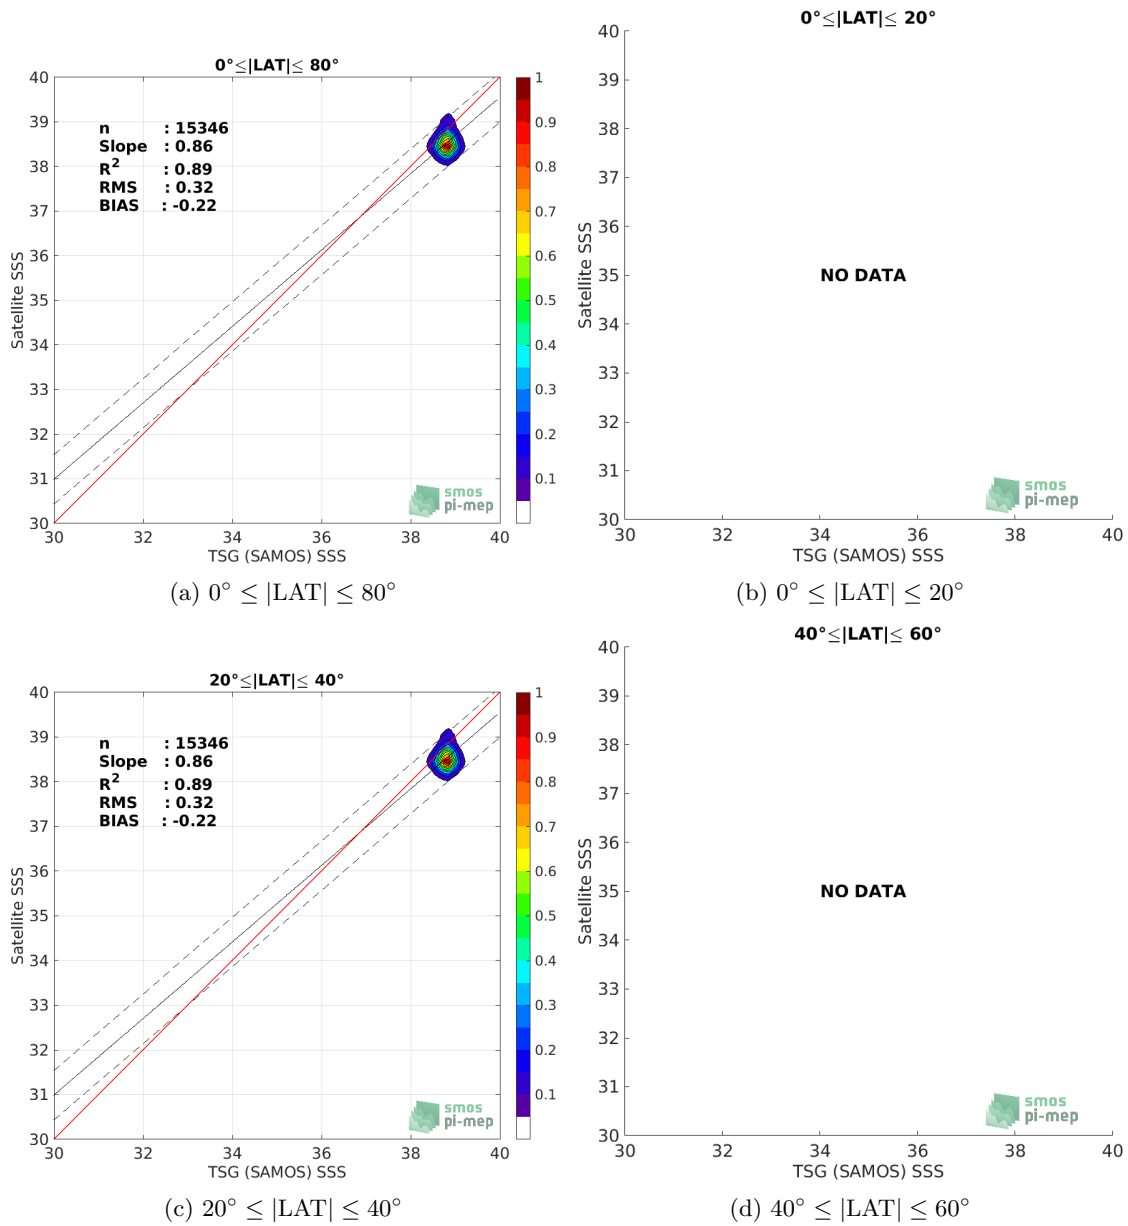 0°≤|LAT|≤ 80°
40
39
38
37
36
35
34
33
32
31
30
Satellite SSS
n : 15346
Slope : 0.86
R2 : 0.89
RMS : 0.32
BIAS : -0.22
smos
pi-mep
30 32 34 36 38 40
TSG (SAMOS) SSS
1
0.9
0.8
0.7
0.6
0.5
0.4
0.3
0.2
0.1
(a) 0° ≤ |LAT| ≤ 80°
0°≤|LAT|≤ 20°
40
39
38
37
36
35
34
33
32
31
30
Satellite SSS
NO DATA
smos
pi-mep
30 32 34 36 38 40
TSG (SAMOS) SSS
(b) 0° ≤ |LAT| ≤ 20°
20°≤|LAT|≤ 40°
40
39
38
37
36
35
34
33
32
31
30
Satellite SSS
n : 15346
Slope : 0.86
R2 : 0.89
RMS : 0.32
BIAS : -0.22
smos
pi-mep
30 32 34 36 38 40
TSG (SAMOS) SSS
1
0.9
0.8
0.7
0.6
0.5
0.4
0.3
0.2
0.1
(c) 20° ≤ |LAT| ≤ 40°
40°≤|LAT|≤ 60°
40
39
38
37
36
35
34
33
32
31
30
Satellite SSS
NO DATA
smos
pi-mep
30 32 34 36 38 40
TSG (SAMOS) SSS
(d) 40° ≤ |LAT| ≤ 60°